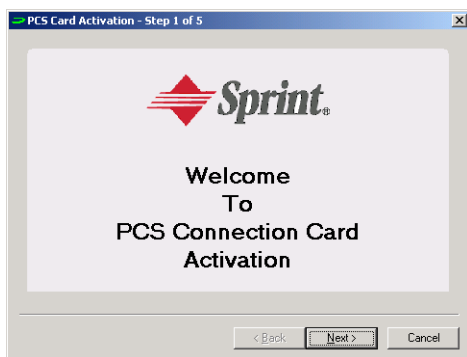 PCS Card Activation - Step 1 of 5
Sprint®
Welcome
To
PCS Connection Card
Activation
< Back Next > Cancel